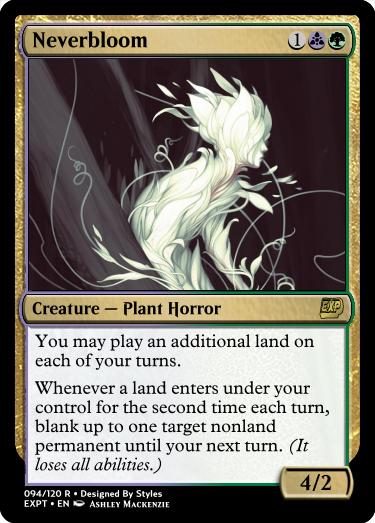 Neverbloom 1
Creature — Plant Horror EXP
You may play an additional land on
each of your turns.
Whenever a land enters under your
control for the second time each turn,
blank up to one target nonland
permanent until your next turn. (It
loses all abilities.)
4/2
094/120 R • Designed By Styles
EXPT • EN Ashley Mackenzie